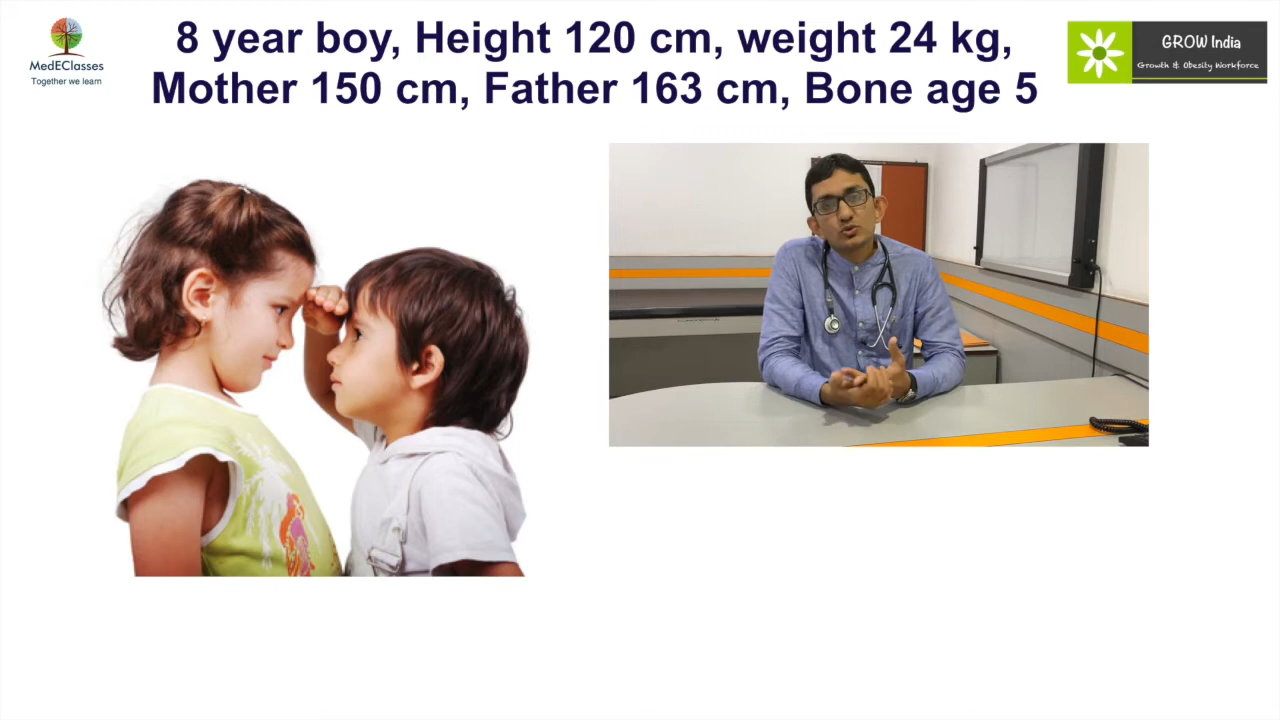 MedEClasses
Together we learn
8 year boy, Height 120 cm, weight 24 kg,
Mother 150 cm, Father 163 cm, Bone age 5
GROW India
Growth & Obesity Workforce